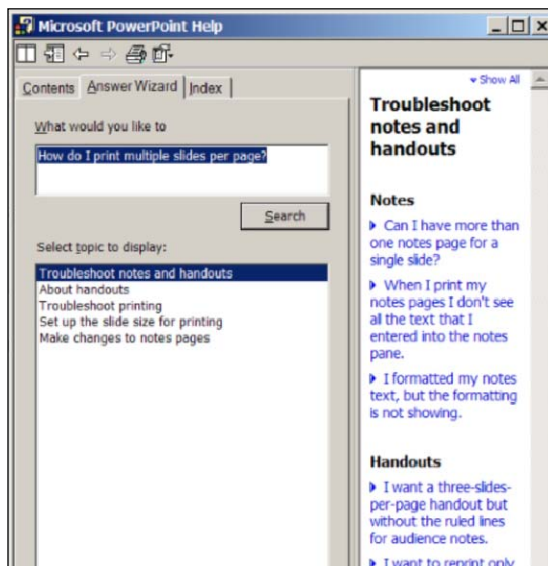 Microsoft PowerPoint Help
Contents
Answer Wizard
Index
What would you like to
How do I print multiple slides per page?
Search
Select topic to display:
Troubleshoot notes and handouts
About handouts
Troubleshoot printing
Set up the slide size for printing
Make changes to notes pages
Show All
Troubleshoot
notes and
handouts
Notes
Can I have more than
one notes page for a
single slide?
When I print my
notes pages I don't see
all the text that I
entered into the notes
pane.
I formatted my notes
text, but the formatting
is not showing.
Handouts
I want a three-slides-
per-page handout but
without the ruled lines
for audience notes.
I want to reprint only